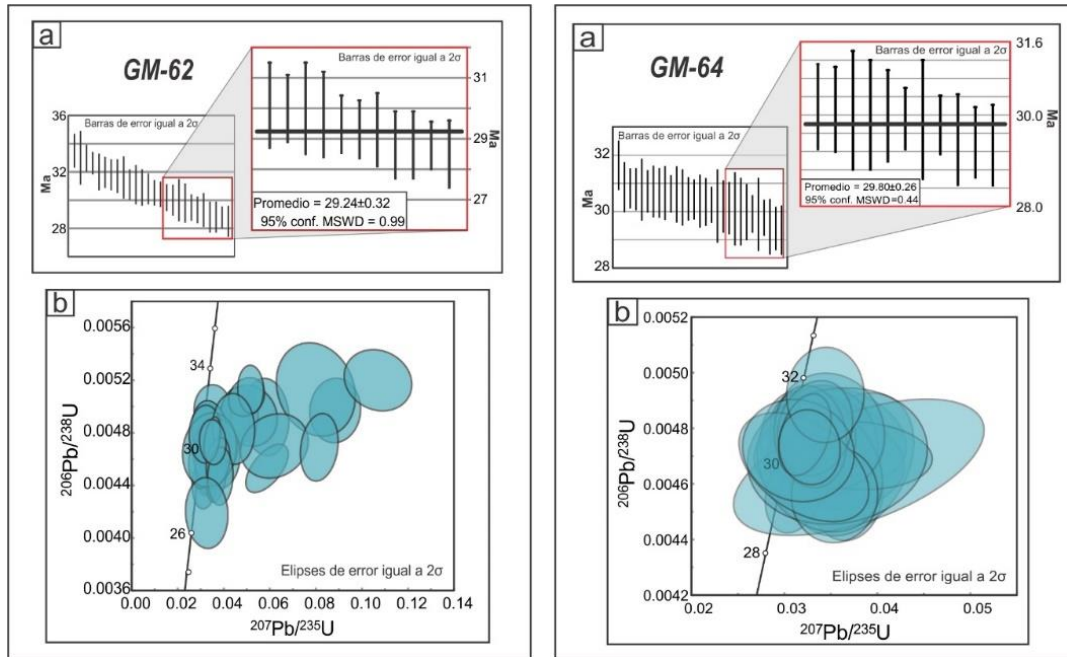 a
GM-62
Barras de error igual a 2σ
31
29
27
Ma
36
34
32
30
28
Ma
Barras de error igual a 2σ
Promedio = 29.24±0.32
95% conf. MSWD = 0.99
b
0.0056
0.0052
0.0048
0.0044
0.0040
0.0036
206Pb/238U
34
30
26
Elipses de error igual a 2σ
0.00 0.02 0.04 0.06 0.08 0.10 0.12 0.14
207Pb/235U
a
GM-64
Barras de error igual a 2σ
31.6
30.0
28.0
Ma
32
30
28
Ma
Barras de error igual a 2σ
Promedio = 29.80±0.26
95% conf. MSWD=0.44
b
0.0052
0.0050
0.0048
0.0046
0.0044
0.0042
206Pb/238U
32
30
28
Elipses de error igual a 2σ
0.02 0.03 0.04 0.05
207Pb/235U